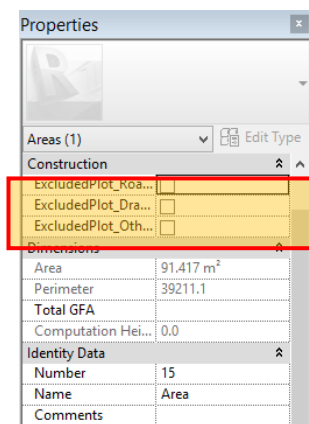 Properties
x
Areas (1)
Edit Type
Construction
ExcludedPlot_Roa...
ExcludedPlot_Dra...
ExcludedPlot_Oth...
Dimensions
Area 91.417 m²
Perimeter 39211.1
Total GFA
Computation Hei... 0.0
Identity Data
Number 15
Name Area
Comments